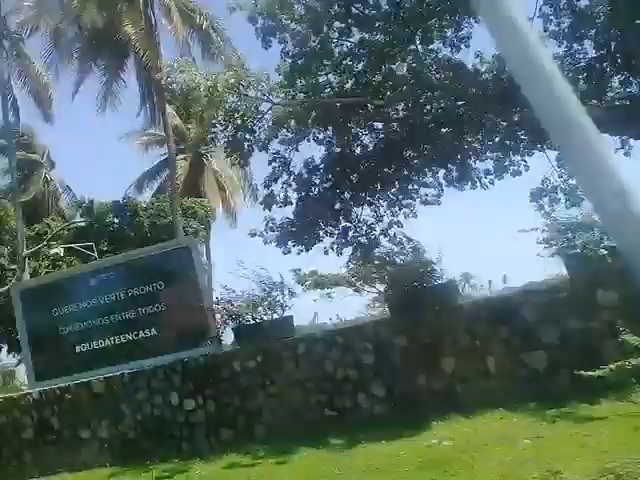 QUEREMOS VERTE PRONTO
CUIDÉMONOS ENTRE TODOS
#QUEDATEENCASA